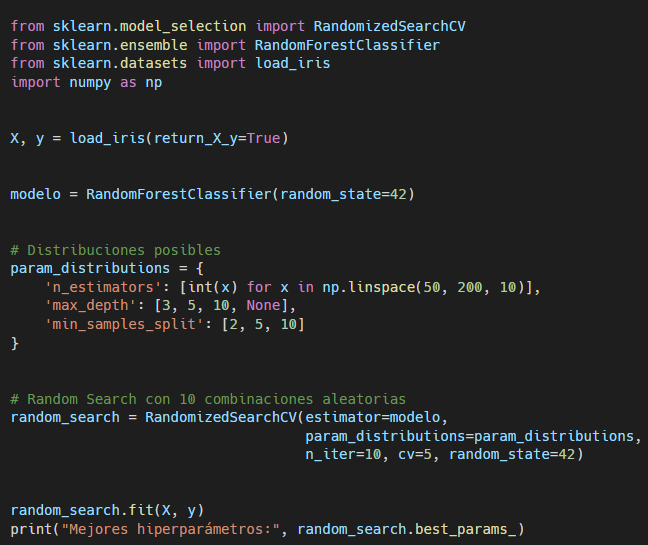 from sklearn.model_selection import RandomizedSearchCV
from sklearn.ensemble import RandomForestClassifier
from sklearn.datasets import load_iris
import numpy as np
X, y = load_iris(return_X_y=True)
modelo = RandomForestClassifier(random_state=42)
# Distribuciones posibles
param_distributions = {
    'n_estimators': [int(x) for x in np.linspace(50, 200, 10)],
    'max_depth': [3, 5, 10, None],
    'min_samples_split': [2, 5, 10]
}
# Random Search con 10 combinaciones aleatorias
random_search = RandomizedSearchCV(estimator=modelo,
                                   param_distributions=param_distributions,
                                   n_iter=10, cv=5, random_state=42)
random_search.fit(X, y)
print("Mejores hiperparámetros:", random_search.best_params_)